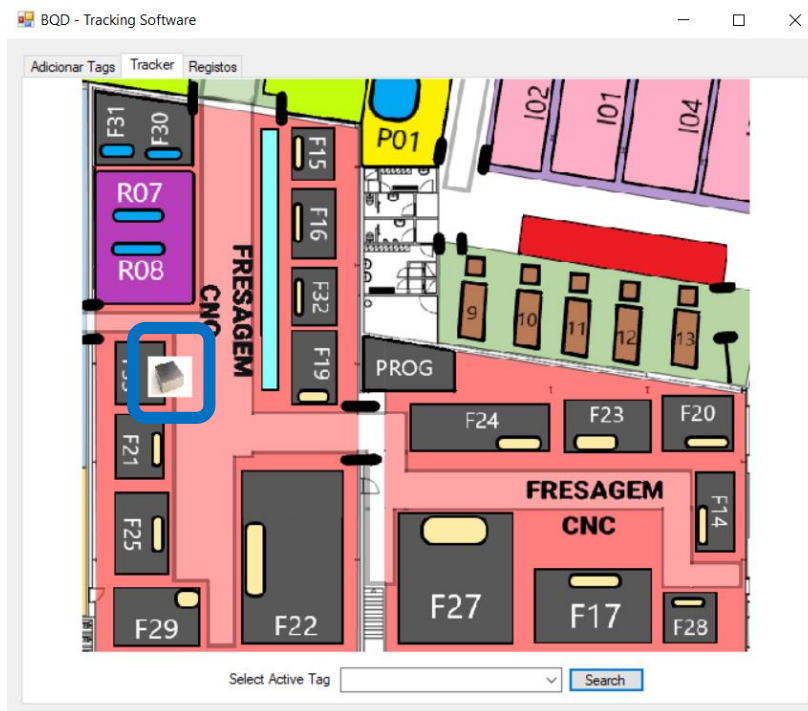 BQD - Tracking Software
Adicionar Tags Tracker Registos
F31
F30
F15
P01
I02
I01
I04
R07
R08
F16
FRESAGEM
CNC
F32
F19
9
10
11
12
13
PROG
F24
F23
F20
F21
FRESAGEM
CNC
F14
F25
F27
F17
F28
F29
F22
Select Active Tag
Search